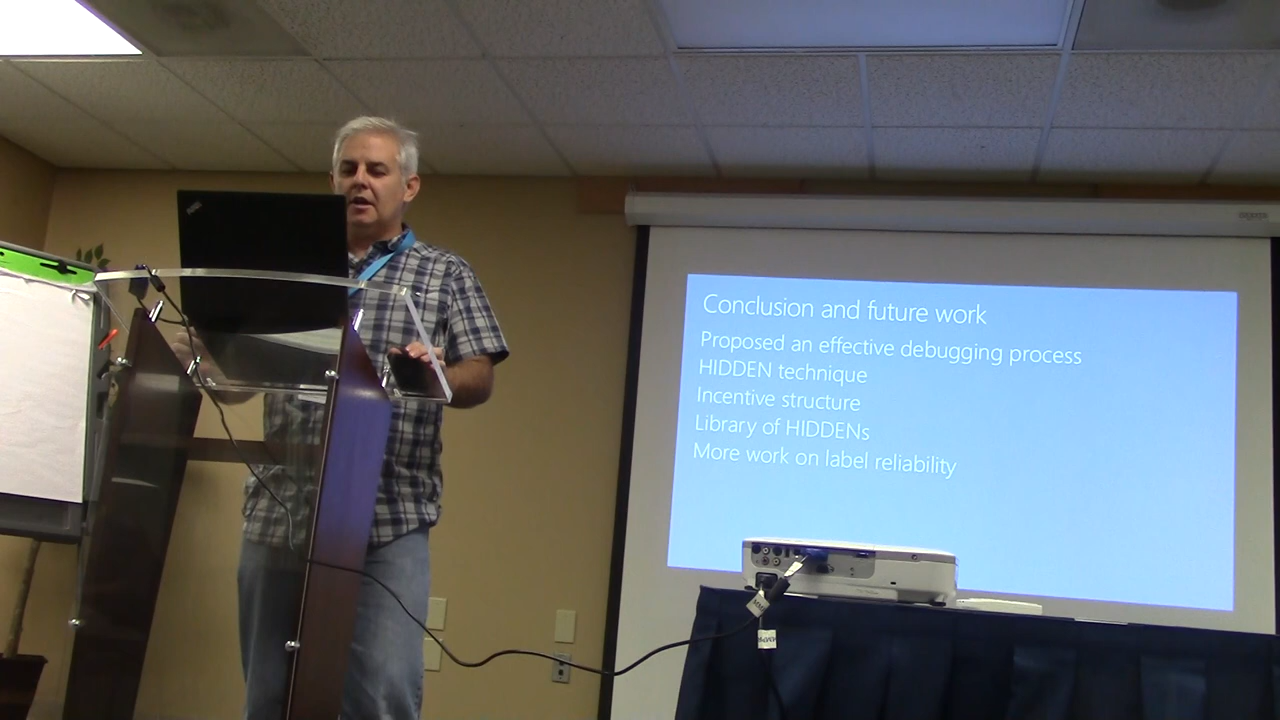 Conclusion and future work
Proposed an effective debugging process
HIDDEN technique
Incentive structure
Library of HIDDENs
More work on label reliability